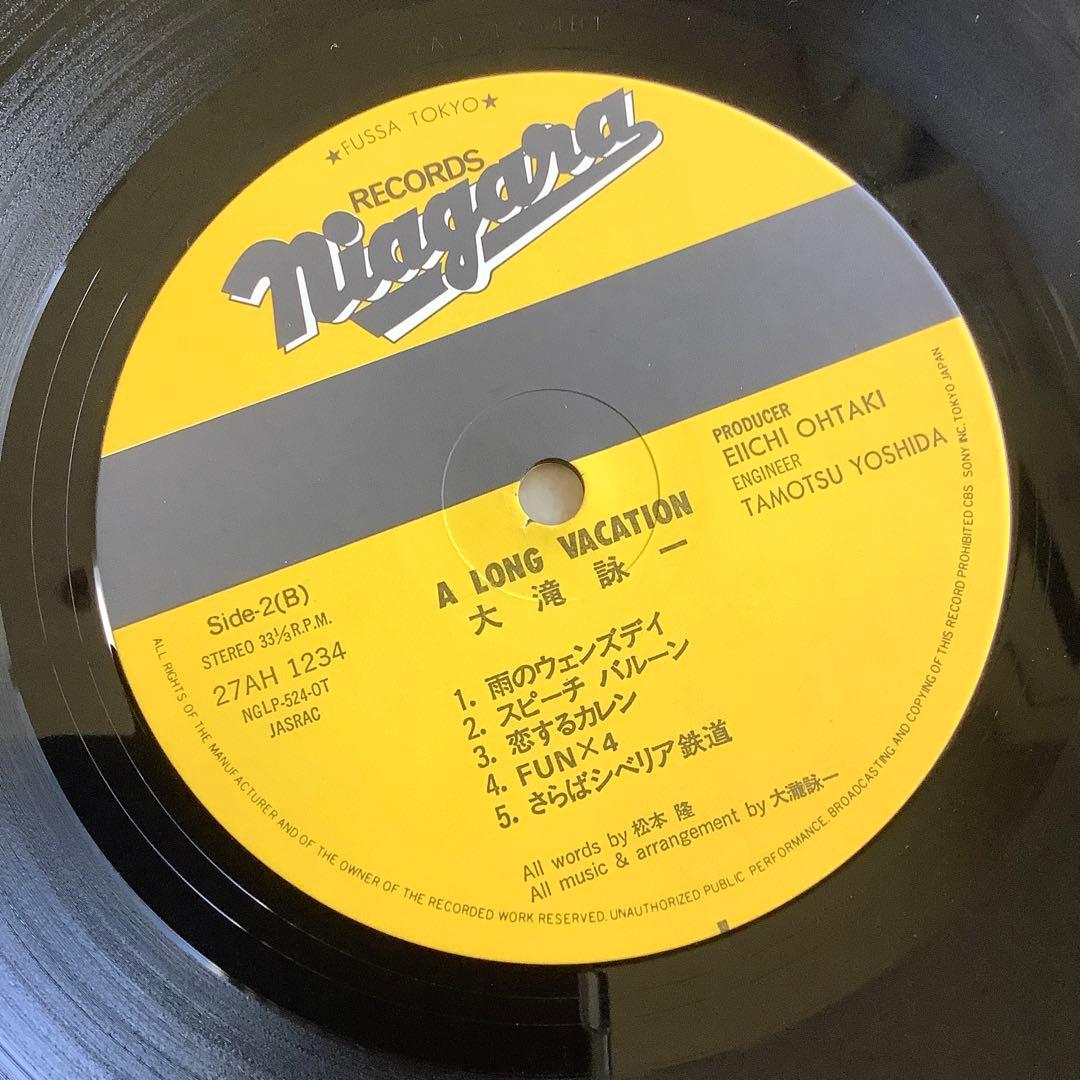 ★FUSSA TOKYO★
RECORDS
Niagara
PRODUCER
EIICHI OHTAKI
ENGINEER
TAMOTSU YOSHIDA
A LONG VACATION
大滝詠一
Side-2(B)
STEREO 33⅓R.P.M.
27AH 1234
NGLP-524-OT
JASRAC
1. 雨のウェンズデイ
2. スピーチ バルーン
3. 恋するカレン
4. FUN×4
5. さらばシベリア鉄道
All words by 松本 隆
All music & arrangement by 大瀧詠一
ALL RIGHTS OF THE MANUFACTURER AND OF THE OWNER OF THE RECORDED WORK RESERVED. UNAUTHORIZED PUBLIC PERFORMANCE. BROADCASTING AND COPYING OF THIS RECORD PROHIBITED CBS SONY INC. TOKYO JAPAN